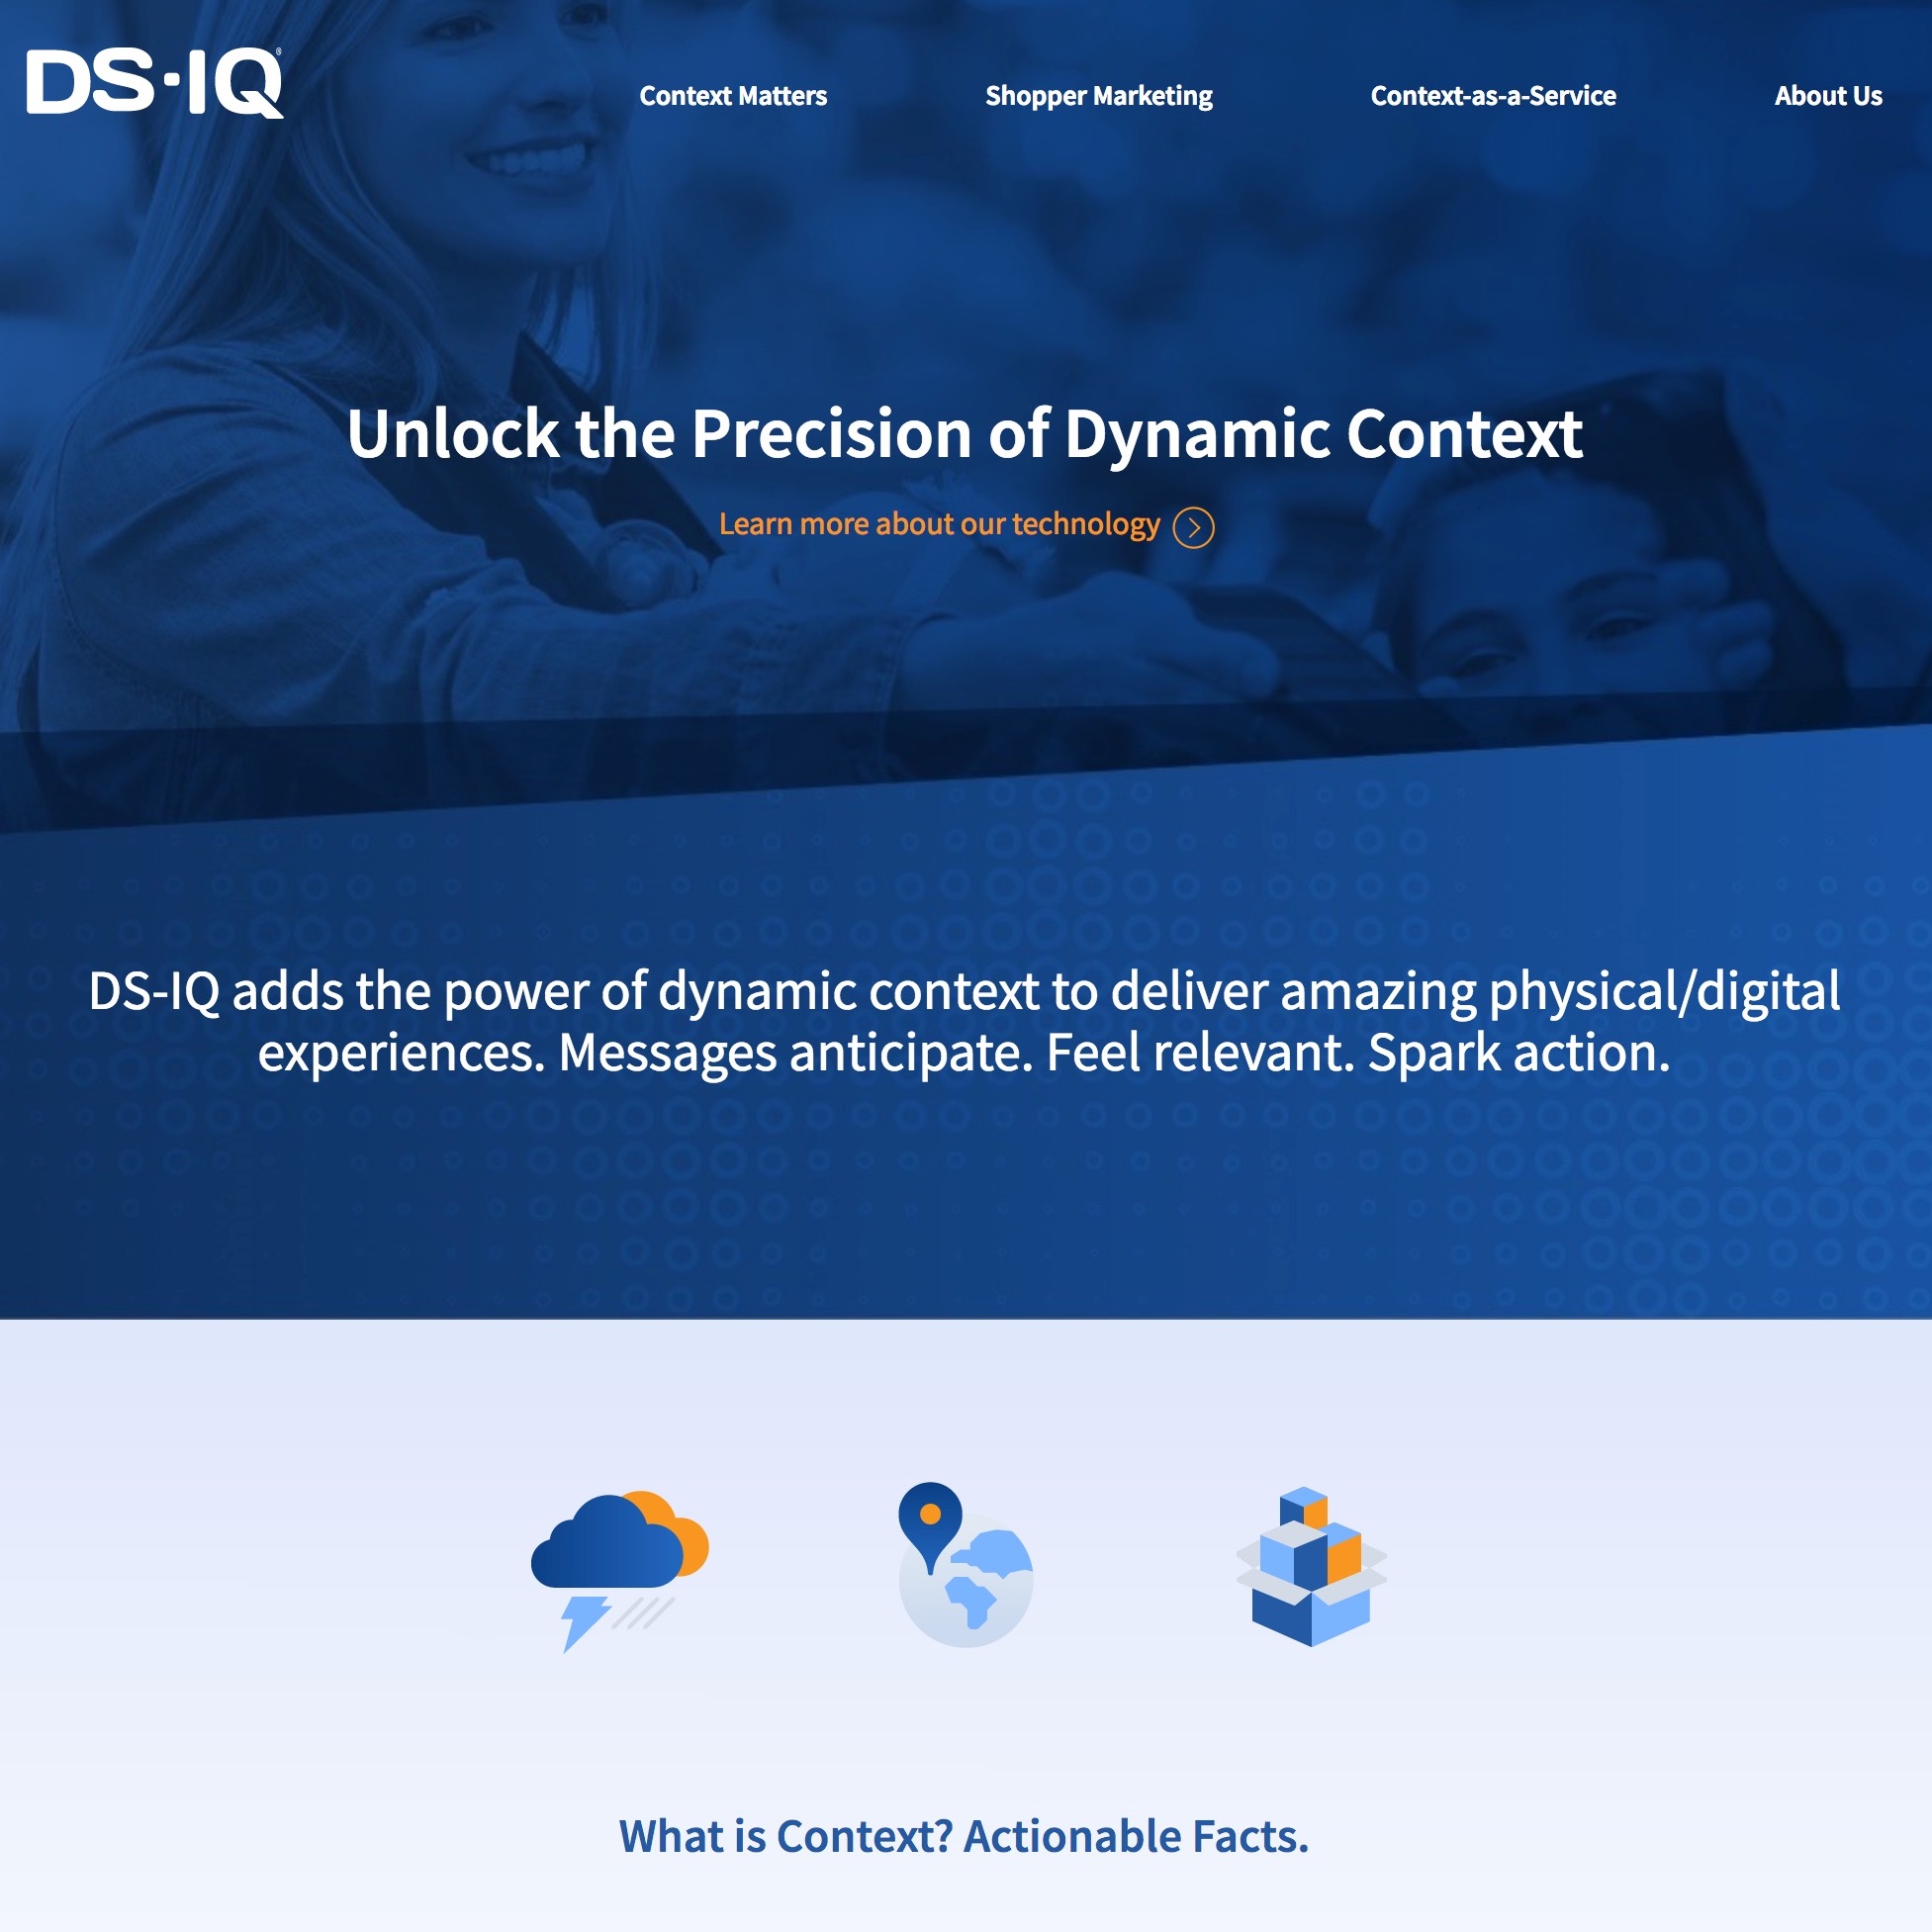 DS·IQ®
Context Matters
Shopper Marketing
Context-as-a-Service
About Us
Unlock the Precision of Dynamic Context
Learn more about our technology
DS-IQ adds the power of dynamic context to deliver amazing physical/digital
experiences. Messages anticipate. Feel relevant. Spark action.
What is Context? Actionable Facts.